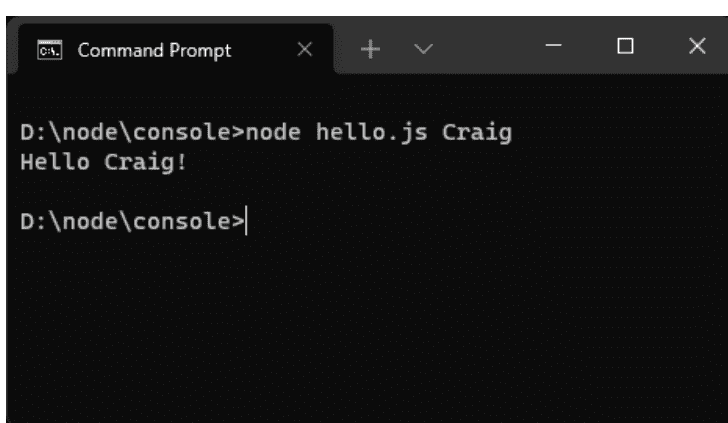 Command Prompt
D:\node\console>node hello.js Craig
Hello Craig!
D:\node\console>